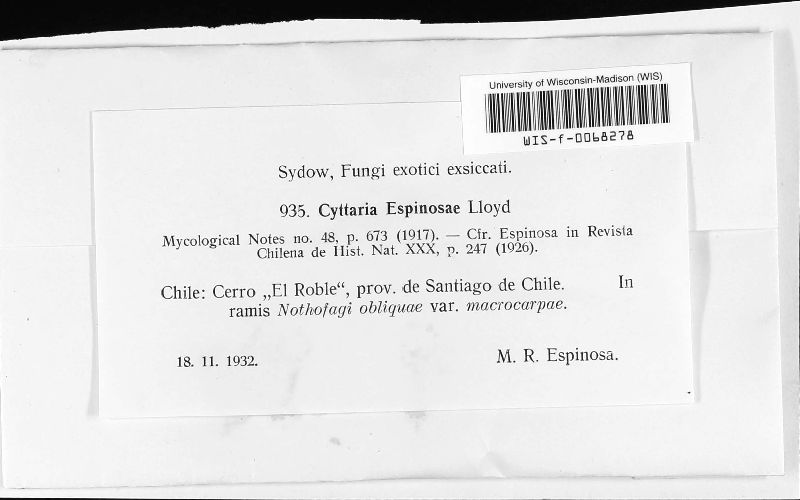 University of Wisconsin-Madison (WIS)
WIS-f-0068278
Sydow, Fungi exotici exsiccati.
935. Cyttaria Espinosae Lloyd
Mycological Notes no. 48, p. 673 (1917). — Cfr. Espinosa in Revista
Chilena de Hist. Nat. XXX, p. 247 (1926).
Chile: Cerro „El Roble“, prov. de Santiago de Chile. In
ramis Nothofagi obliquae var. macrocarpae.
18. 11. 1932. M. R. Espinosa.